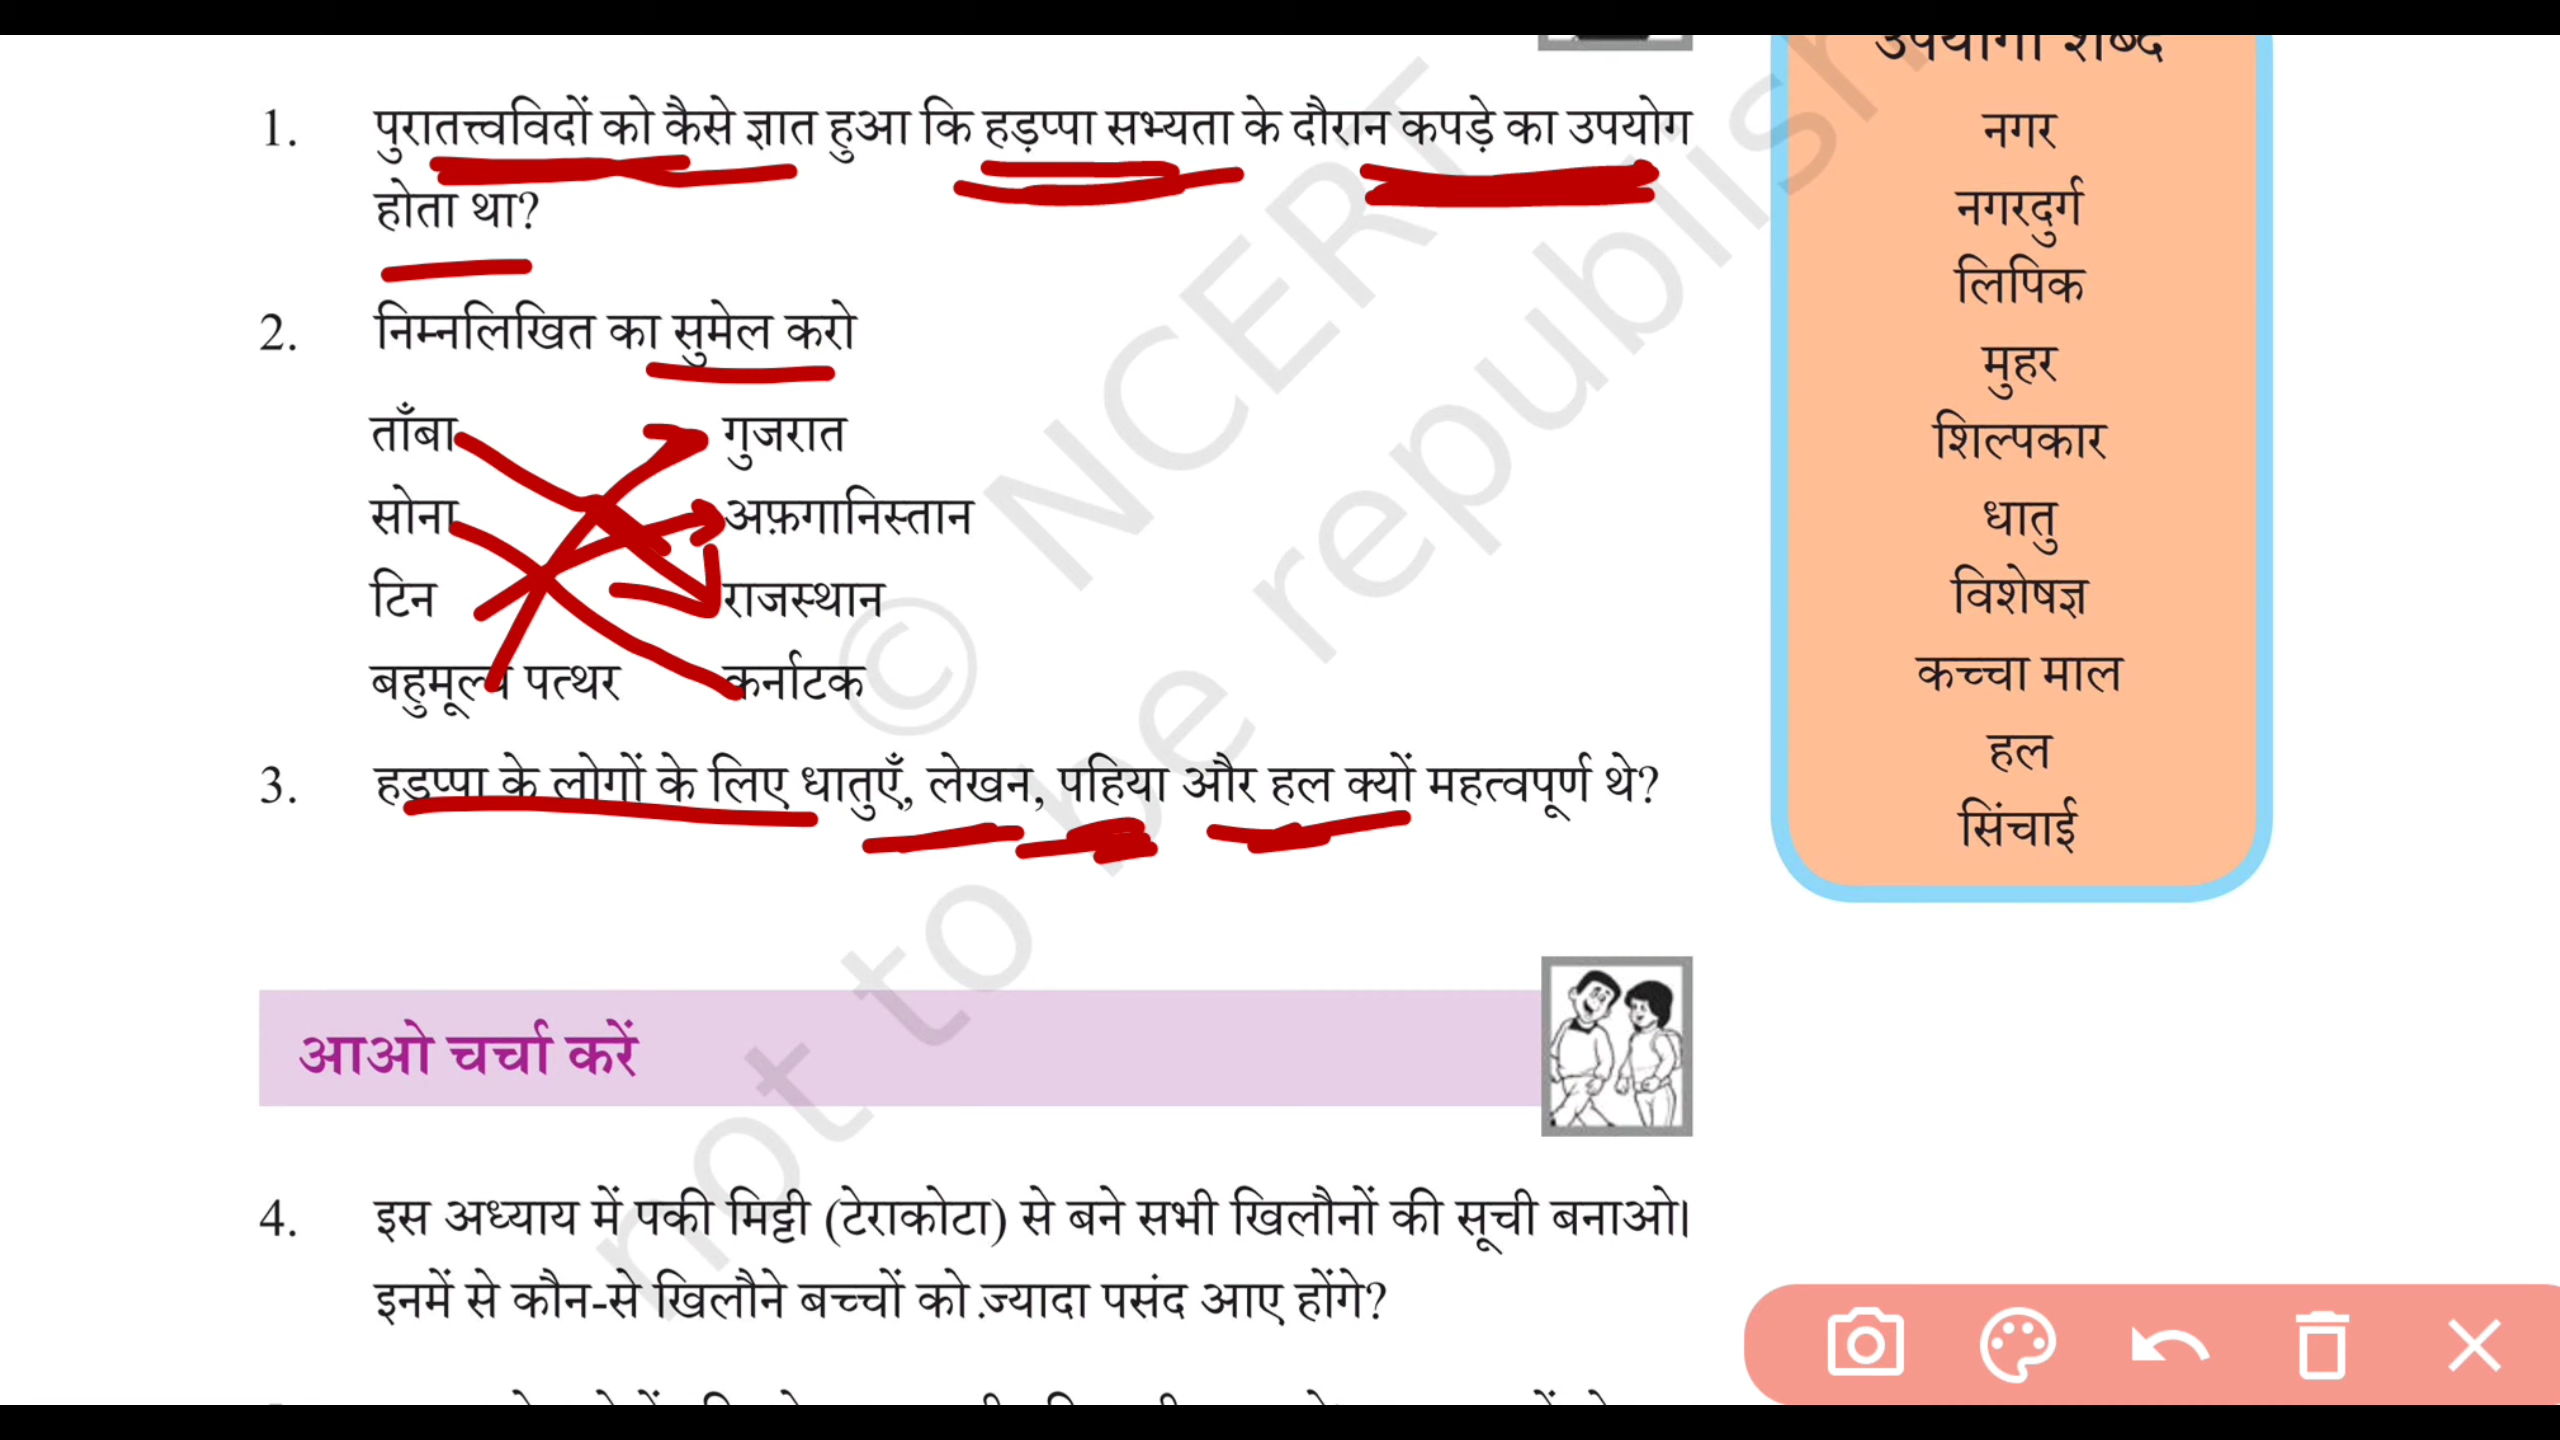 उपयोगी शब्द
1. पुरातत्त्वविदों को कैसे ज्ञात हुआ कि हड़प्पा सभ्यता के दौरान कपड़े का उपयोग
होता था?
2. निम्नलिखित का सुमेल करो
ताँबा गुजरात
सोना अफ़गानिस्तान
टिन राजस्थान
बहुमूल्य पत्थर कर्नाटक
3. हड़प्पा के लोगों के लिए धातुएँ, लेखन, पहिया और हल क्यों महत्वपूर्ण थे?
नगर
नगरदुर्ग
लिपिक
मुहर
शिल्पकार
धातु
विशेषज्ञ
कच्चा माल
हल
सिंचाई
आओ चर्चा करें
4. इस अध्याय में पकी मिट्टी (टेराकोटा) से बने सभी खिलौनों की सूची बनाओ।
इनमें से कौन-से खिलौने बच्चों को ज़्यादा पसंद आए होंगे?
© NCERT
not to be republish